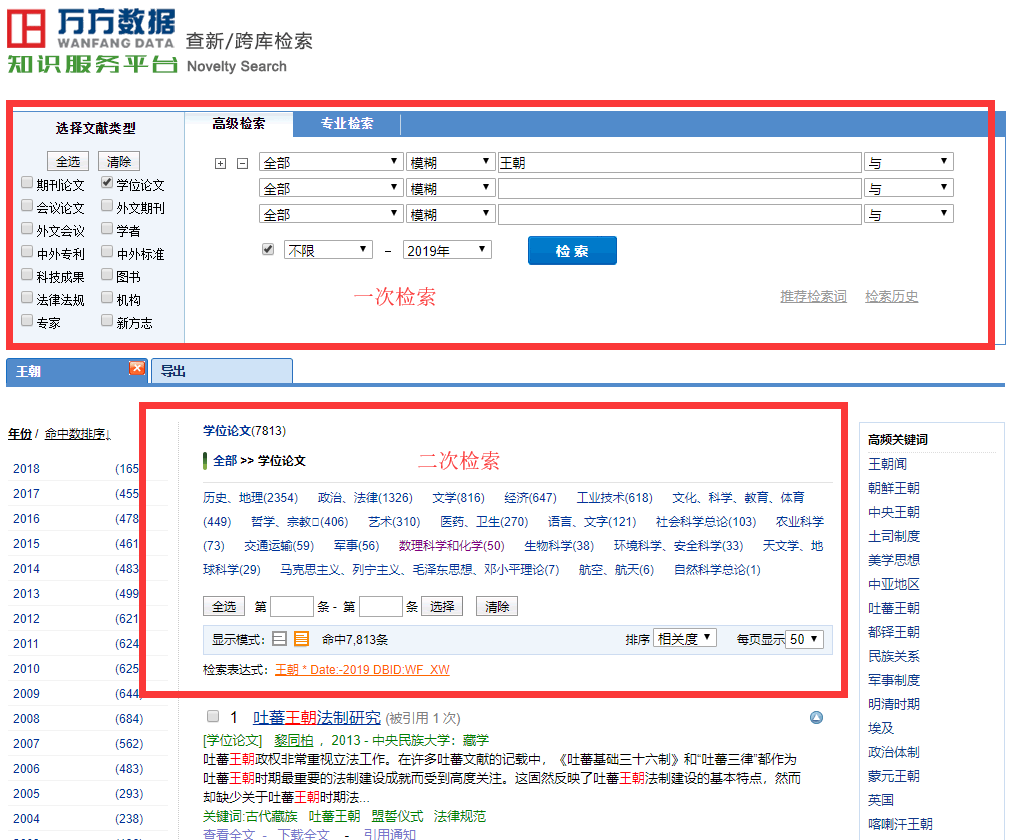 万方数据
WANFANG DATA
知识服务平台
查新/跨库检索
Novelty Search
选择文献类型
全选 清除
期刊论文 学位论文
会议论文 外文期刊
外文会议 学者
中外专利 中外标准
科技成果 图书
法律法规 机构
专家 新方志
高级检索 专业检索
全部 模糊 王朝 与
全部 模糊 与
全部 模糊 与
不限 - 2019年 检 索
一次检索
推荐检索词 检索历史
王朝 导出
年份 / 命中数排序↓
2018 (165
2017 (455
2016 (478
2015 (461
2014 (483
2013 (499
2012 (621
2011 (624
2010 (625
2009 (644
2008 (684)
2007 (562)
2006 (483)
2005 (293)
2004 (238)
学位论文(7813)
全部 >> 学位论文
二次检索
历史、地理(2354) 政治、法律(1326) 文学(816) 经济(647) 工业技术(618) 文化、科学、教育、体育
(449) 哲学、宗教(406) 艺术(310) 医药、卫生(270) 语言、文字(121) 社会科学总论(103) 农业科学
(73) 交通运输(59) 军事(56) 数理科学和化学(50) 生物科学(38) 环境科学、安全科学(33) 天文学、地
球科学(29) 马克思主义、列宁主义、毛泽东思想、邓小平理论(7) 航空、航天(6) 自然科学总论(1)
全选 第 条 - 第 条 选择 清除
显示模式: 命中7,813条 排序 相关度 每页显示 50
检索表达式: 王朝 * Date:-2019 DBID:WF_XW
1 吐蕃王朝法制研究 (被引用 1 次)
[学位论文] 黎同柏 , 2013 - 中央民族大学：藏学
吐蕃王朝政权非常重视立法工作。在许多吐蕃文献的记载中，《吐蕃基础三十六制》和“吐蕃三律”都作为
吐蕃王朝时期最重要的法制建设成就而受到高度关注。这固然反映了吐蕃王朝法制建设的基本特点，然而
却缺少关于吐蕃王朝时期法...
关键词:古代藏族 吐蕃王朝 盟誓仪式 法律规范
查看全文 - 下载全文 - 引用通知
高频关键词
王朝闻
朝鲜王朝
中央王朝
土司制度
美学思想
中亚地区
吐蕃王朝
都铎王朝
民族关系
军事制度
明清时期
埃及
政治体制
蒙元王朝
英国
喀喇汗王朝